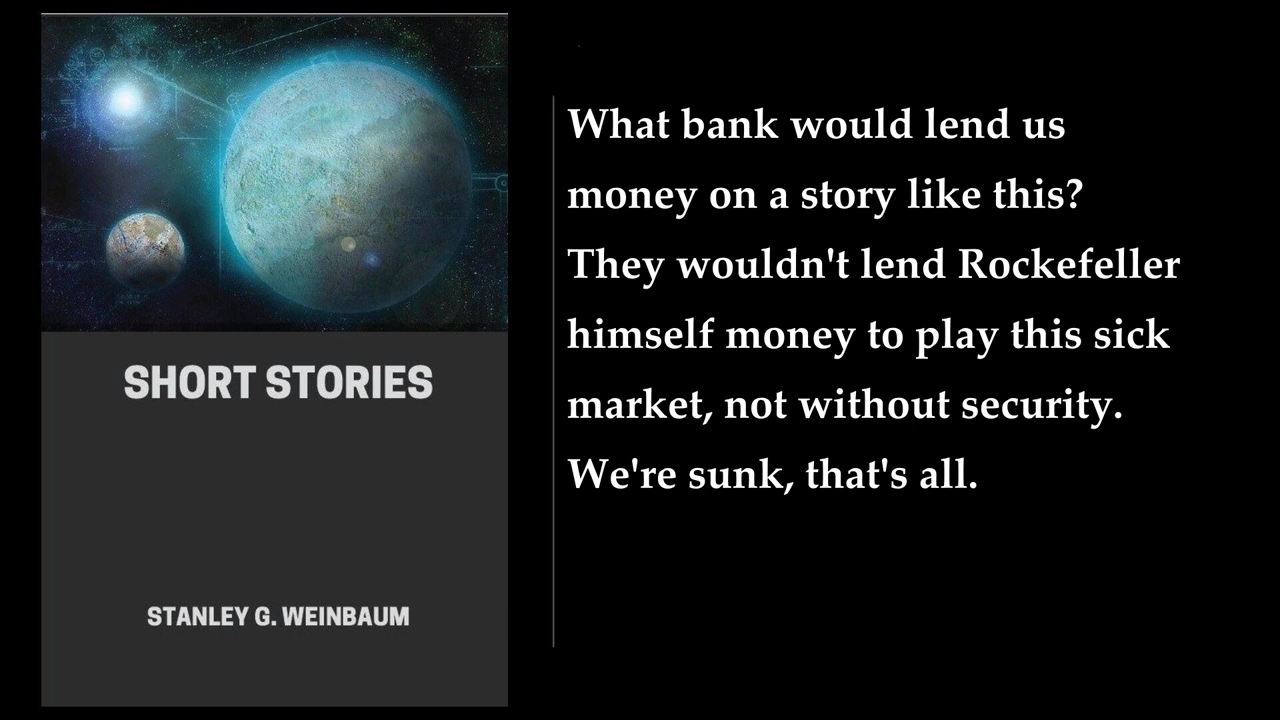 SHORT STORIES
STANLEY G. WEINBAUM
What bank would lend us
money on a story like this?
They wouldn't lend Rockefeller
himself money to play this sick
market, not without security.
We're sunk, that's all.